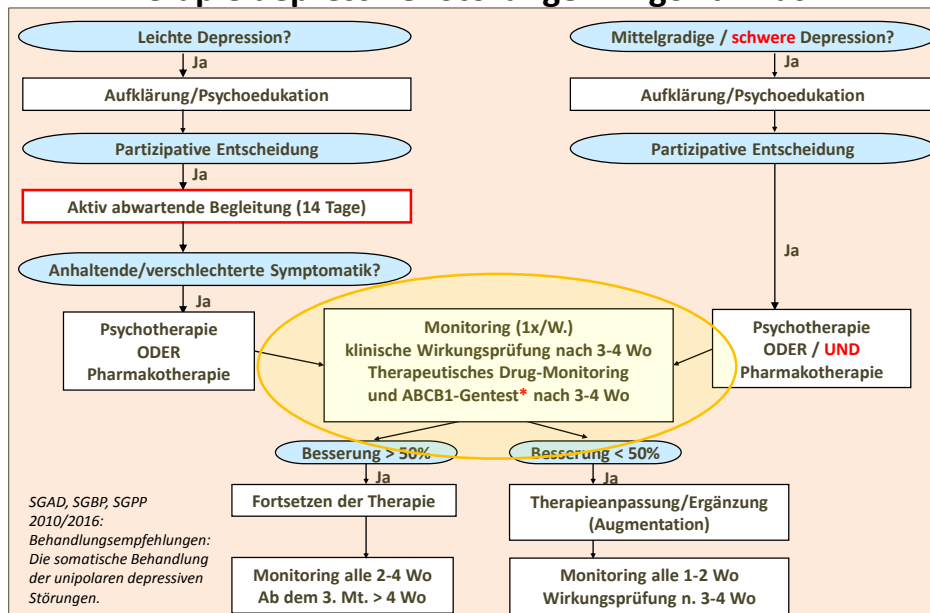 Leichte Depression?
Ja
Aufklärung/Psychoedukation
Partizipative Entscheidung
Ja
Aktiv abwartende Begleitung (14 Tage)
Anhaltende/verschlechterte Symptomatik?
Ja
Psychotherapie
ODER
Pharmakotherapie
Mittelgradige / schwere Depression?
Ja
Aufklärung/Psychoedukation
Partizipative Entscheidung
Ja
Psychotherapie
ODER / UND
Pharmakotherapie
Monitoring (1x/W.)
klinische Wirkungsprüfung nach 3-4 Wo
Therapeutisches Drug-Monitoring
und ABCB1-Gentest* nach 3-4 Wo
Besserung > 50%
Ja
Fortsetzen der Therapie
Monitoring alle 2-4 Wo
Ab dem 3. Mt. > 4 Wo
Besserung < 50%
Ja
Therapieanpassung/Ergänzung
(Augmentation)
Monitoring alle 1-2 Wo
Wirkungsprüfung n. 3-4 Wo
SGAD, SGBP, SGPP
2010/2016:
Behandlungsempfehlungen:
Die somatische Behandlung
der unipolaren depressiven
Störungen.